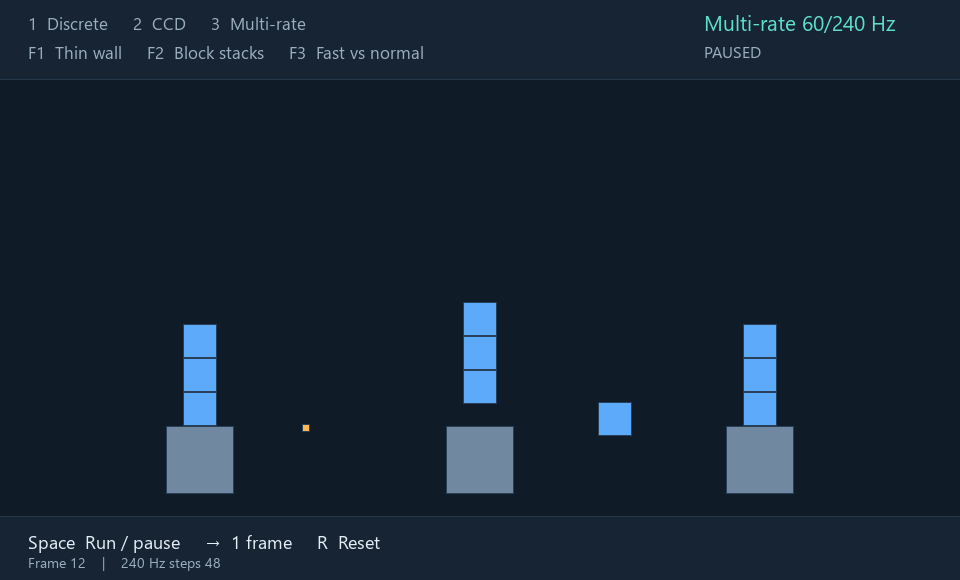 1 Discrete 2 CCD 3 Multi-rate
Multi-rate 60/240 Hz
F1 Thin wall F2 Block stacks F3 Fast vs normal
PAUSED
Space Run / pause → 1 frame R Reset
Frame 12 | 240 Hz steps 48